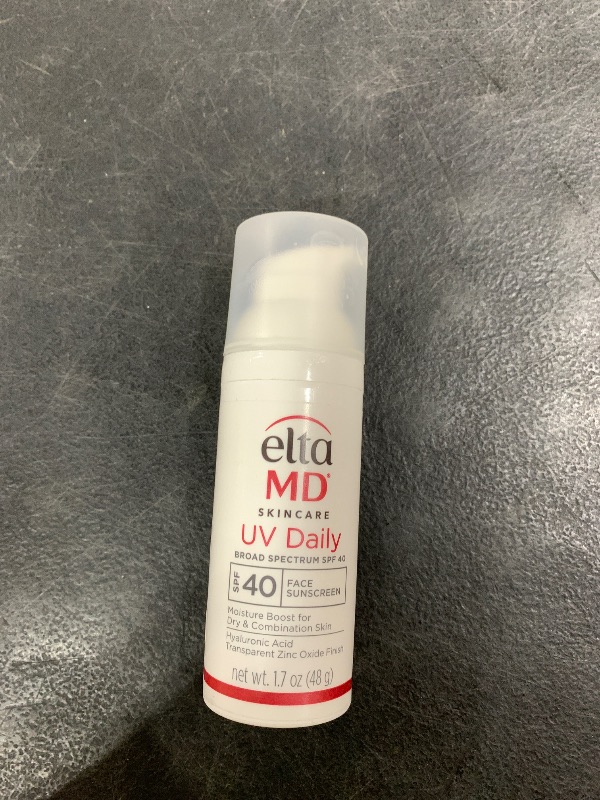 elta
MD®
SKINCARE
UV Daily
BROAD SPECTRUM SPF 40
SPF 40 FACE
SUNSCREEN
Moisture Boost for
Dry & Combination Skin
Hyaluronic Acid
Transparent Zinc Oxide Finish
net wt. 1.7 oz (48 g)